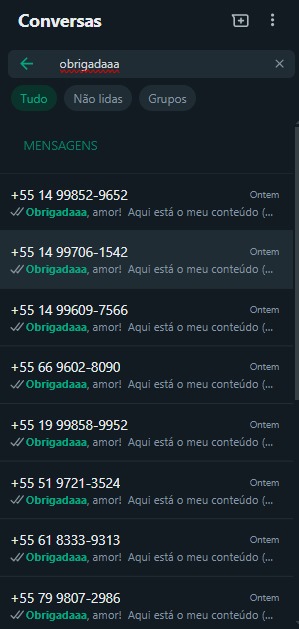 Conversas
obrigadaaa
Tudo Não lidas Grupos
MENSAGENS
+55 14 99852-9652 Ontem
Obrigadaaa, amor! Aqui está o meu conteúdo (...
+55 14 99706-1542 Ontem
Obrigadaaa, amor! Aqui está o meu conteúdo (...
+55 14 99609-7566 Ontem
Obrigadaaa, amor! Aqui está o meu conteúdo (...
+55 66 9602-8090 Ontem
Obrigadaaa, amor! Aqui está o meu conteúdo (...
+55 19 99858-9952 Ontem
Obrigadaaa, amor! Aqui está o meu conteúdo (...
+55 51 9721-3524 Ontem
Obrigadaaa, amor! Aqui está o meu conteúdo (...
+55 61 8333-9313 Ontem
Obrigadaaa, amor! Aqui está o meu conteúdo (...
+55 79 9807-2986 Ontem
Obrigadaaa, amor! Aqui está o meu conteúdo (...